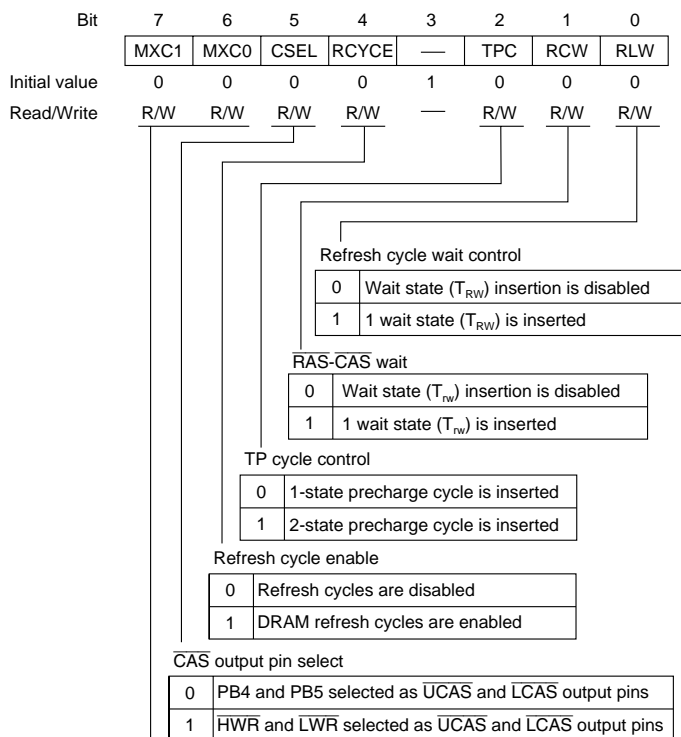 Bit 7 6 5 4 3 2 1 0
MXC1 MXC0 CSEL RCYCE — TPC RCW RLW
Initial value 0 0 0 0 1 0 0 0
Read/Write R/W R/W R/W R/W — R/W R/W R/W
Refresh cycle wait control
0 Wait state (TRW) insertion is disabled
1 1 wait state (TRW) is inserted
RAS-CAS wait
0 Wait state (Trw) insertion is disabled
1 1 wait state (Trw) is inserted
TP cycle control
0 1-state precharge cycle is inserted
1 2-state precharge cycle is inserted
Refresh cycle enable
0 Refresh cycles are disabled
1 DRAM refresh cycles are enabled
CAS output pin select
0 PB4 and PB5 selected as UCAS and LCAS output pins
1 HWR and LWR selected as UCAS and LCAS output pins